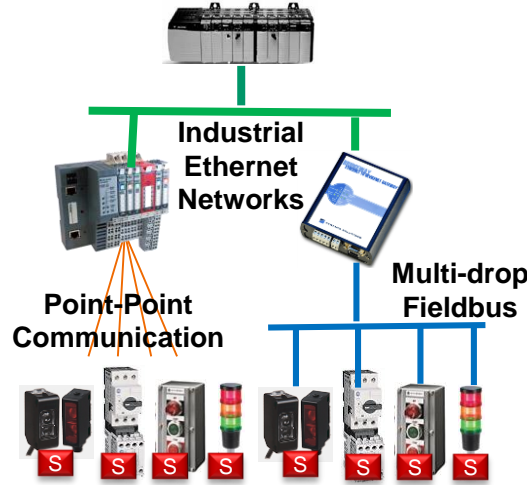 Industrial
Ethernet
Networks
Multi-drop
Fieldbus
Point-Point
Communication
S S S S S S S S